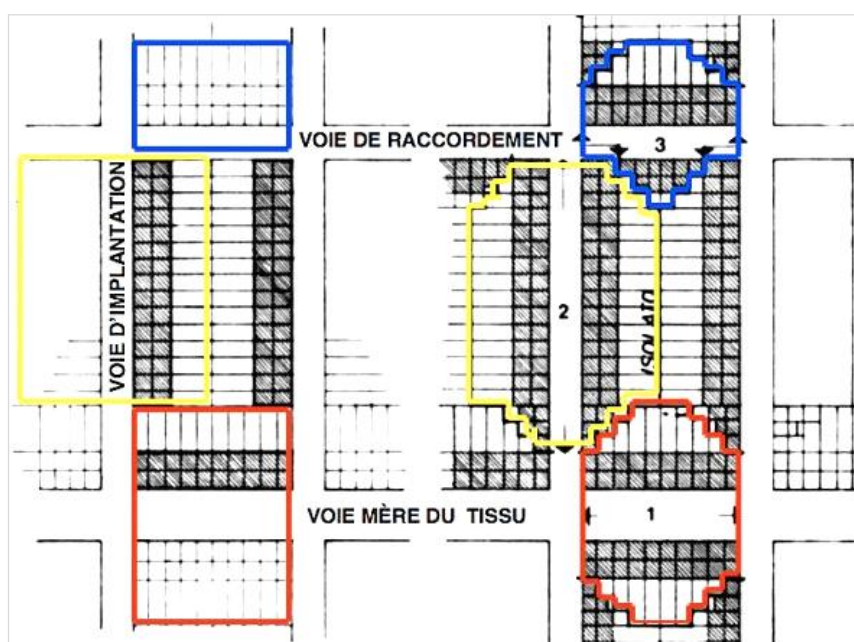 VOIE DE RACCORDEMENT
3
VOIE D'IMPLANTATION
2
ISOLATO
VOIE MÈRE DU TISSU
1